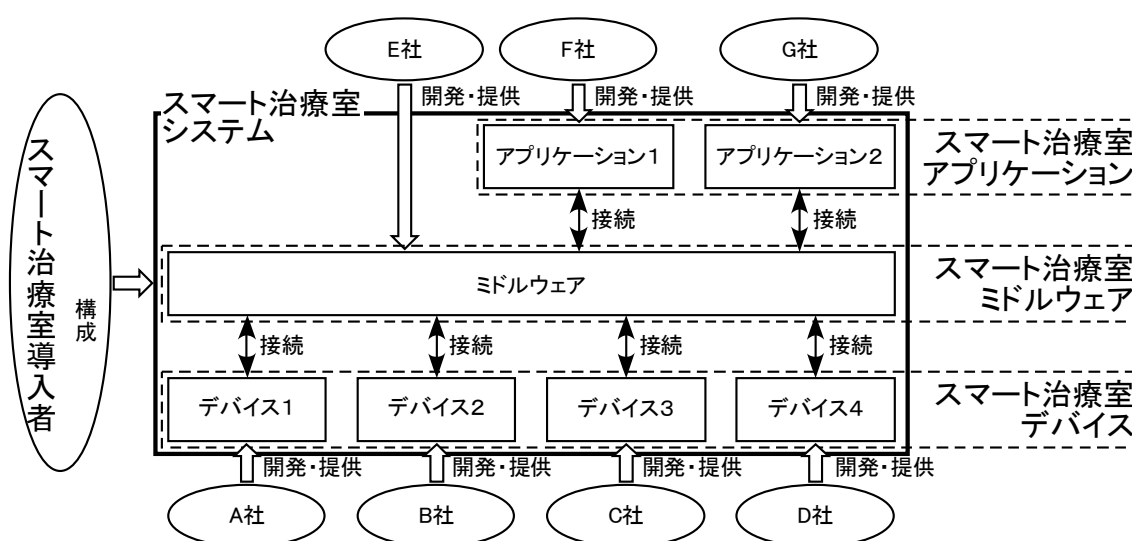 E社
F社
G社
開発・提供
開発・提供
開発・提供
スマート治療室
システム
アプリケーション1
アプリケーション2
スマート治療室
アプリケーション
接続
接続
スマート治療室導入者
構成
ミドルウェア
スマート治療室
ミドルウェア
接続
接続
接続
接続
デバイス1
デバイス2
デバイス3
デバイス4
スマート治療室
デバイス
開発・提供
開発・提供
開発・提供
開発・提供
A社
B社
C社
D社